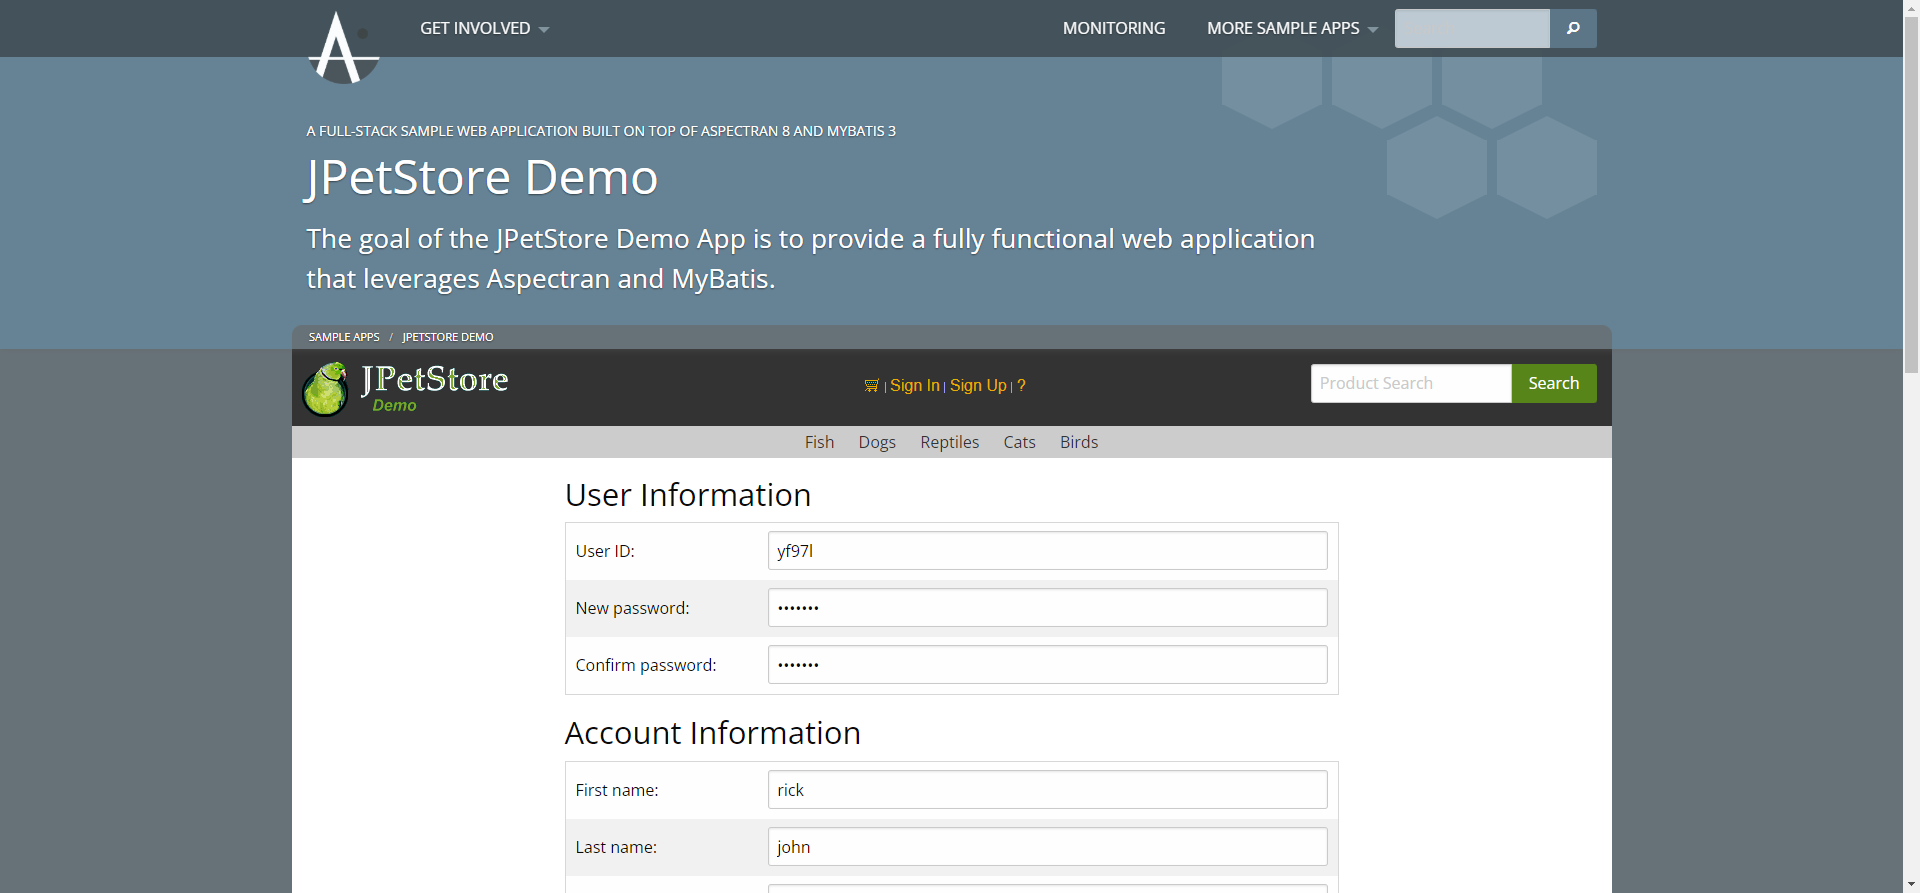 GET INVOLVED
MONITORING
MORE SAMPLE APPS
A FULL-STACK SAMPLE WEB APPLICATION BUILT ON TOP OF ASPECTRAN 8 AND MYBATIS 3
JPetStore Demo
The goal of the JPetStore Demo App is to provide a fully functional web application
that leverages Aspectran and MyBatis.
SAMPLE APPS / JPETSTORE DEMO
JPetStore
Demo
| Sign In | Sign Up | ?
Product Search
Search
Fish Dogs Reptiles Cats Birds
User Information
User ID: yf97l
New password: •••••••
Confirm password: •••••••
Account Information
First name: rick
Last name: john